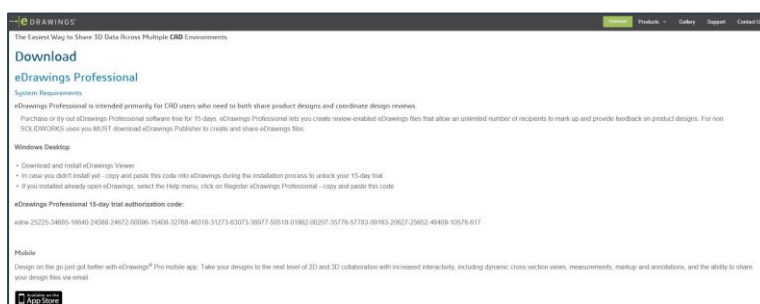 eDRAWINGS®
Products
Gallery
Support
Contact U
The Easiest Way to Share 3D Data Across Multiple CAD Environments
Download
eDrawings Professional
System Requirements
eDrawings Professional is intended primarily for CAD users who need to both share product designs and coordinate design reviews.
Purchase or try out eDrawings Professional software free for 15 days. eDrawings Professional lets you create review-enabled eDrawings files that allow an unlimited number of recipients to mark up and provide feedback on product designs. For non
SOLIDWORKS uses you MUST download eDrawings Publisher to create and share eDrawings files.
Windows Desktop
• Download and Install eDrawings Viewer
• In case you didn't install yet - copy and paste this code into eDrawings during the installation process to unlock your 15-day trial.
• If you installed already open eDrawings, select the Help menu, click on Register eDrawings Professional - copy and paste this code
eDrawings Professional 15-day trial authorization code:
Mobile
Design on the go just got better with eDrawings® Pro mobile app. Take your designs to the next level of 2D and 3D collaboration with increased interactivity, including dynamic cross section views, measurements, markup and annotations, and the ability to share
your design files via email.
Available on the
App Store